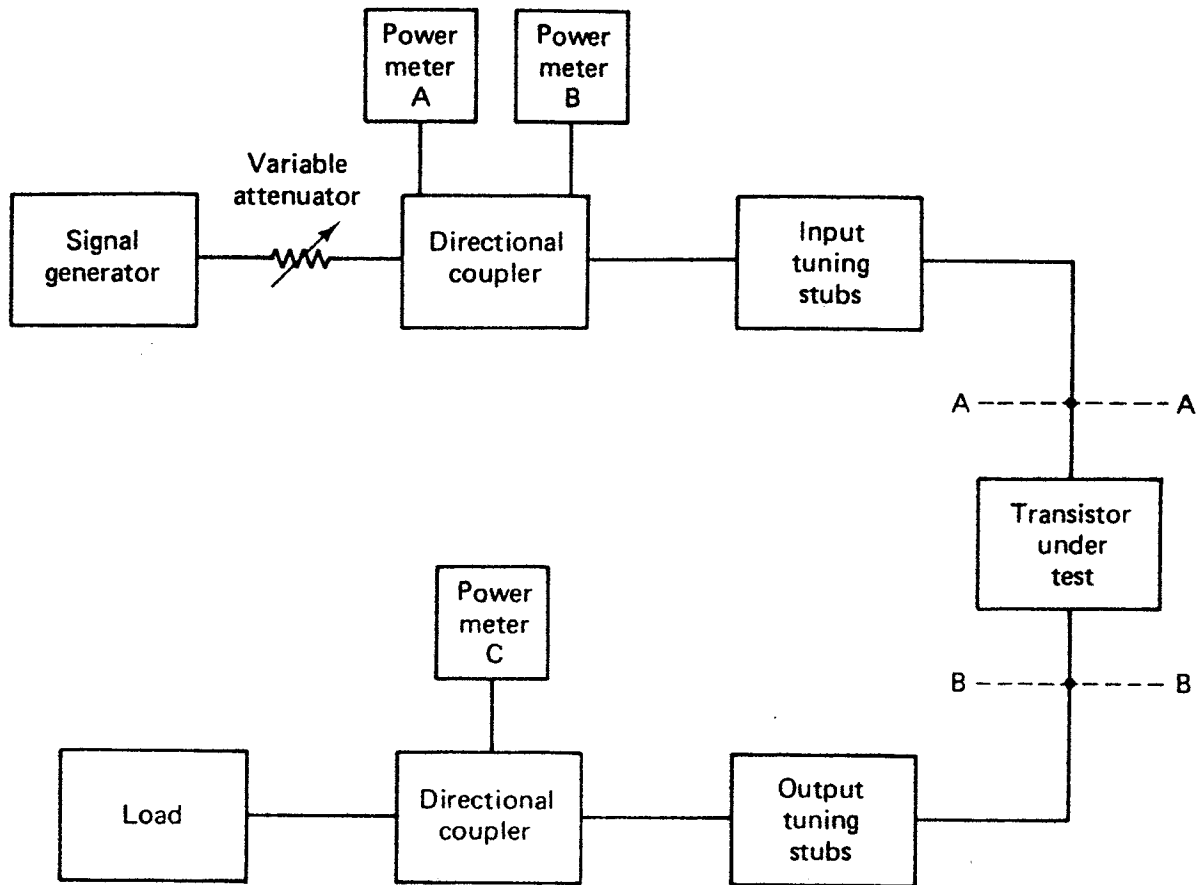 Power
meter
A
Power
meter
B
Variable
attenuator
Signal
generator
Directional
coupler
Input
tuning
stubs
A
A
Transistor
under
test
B
B
Power
meter
C
Load
Directional
coupler
Output
tuning
stubs